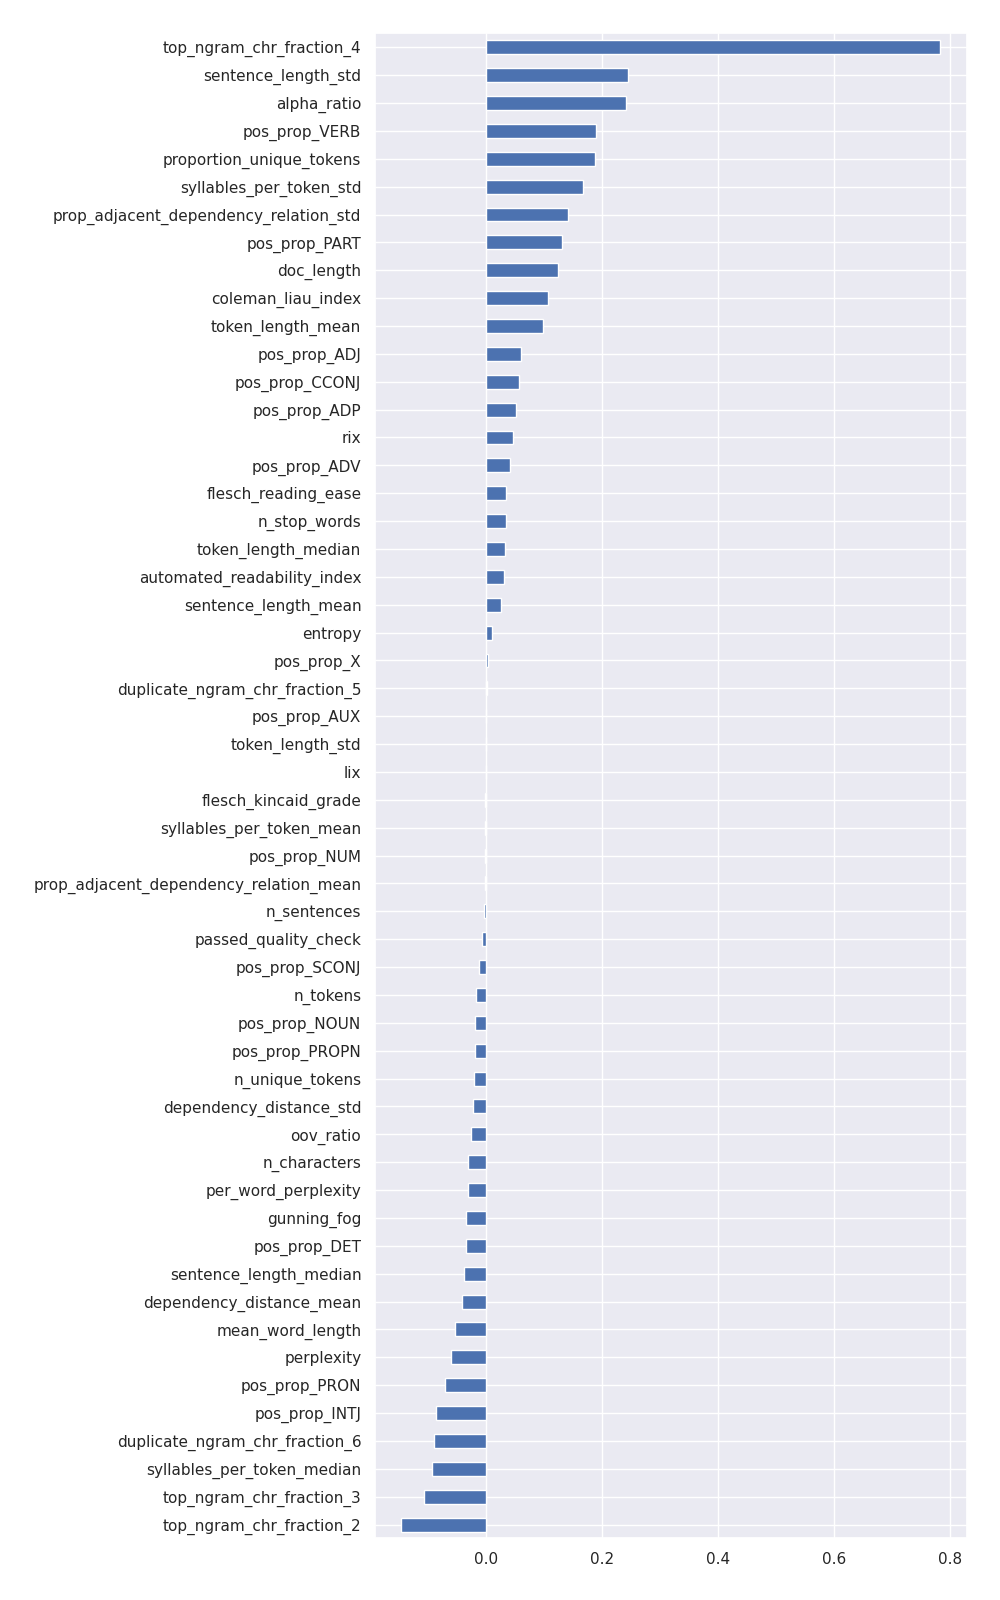 top_ngram_chr_fraction_4
sentence_length_std
alpha_ratio
pos_prop_VERB
proportion_unique_tokens
syllables_per_token_std
prop_adjacent_dependency_relation_std
pos_prop_PART
doc_length
coleman_liau_index
token_length_mean
pos_prop_ADJ
pos_prop_CCONJ
pos_prop_ADP
rix
pos_prop_ADV
flesch_reading_ease
n_stop_words
token_length_median
automated_readability_index
sentence_length_mean
entropy
pos_prop_X
duplicate_ngram_chr_fraction_5
pos_prop_AUX
token_length_std
lix
flesch_kincaid_grade
syllables_per_token_mean
pos_prop_NUM
prop_adjacent_dependency_relation_mean
n_sentences
passed_quality_check
pos_prop_SCONJ
n_tokens
pos_prop_NOUN
pos_prop_PROPN
n_unique_tokens
dependency_distance_std
oov_ratio
n_characters
per_word_perplexity
gunning_fog
pos_prop_DET
sentence_length_median
dependency_distance_mean
mean_word_length
perplexity
pos_prop_PRON
pos_prop_INTJ
duplicate_ngram_chr_fraction_6
syllables_per_token_median
top_ngram_chr_fraction_3
top_ngram_chr_fraction_2
0.0 0.2 0.4 0.6 0.8